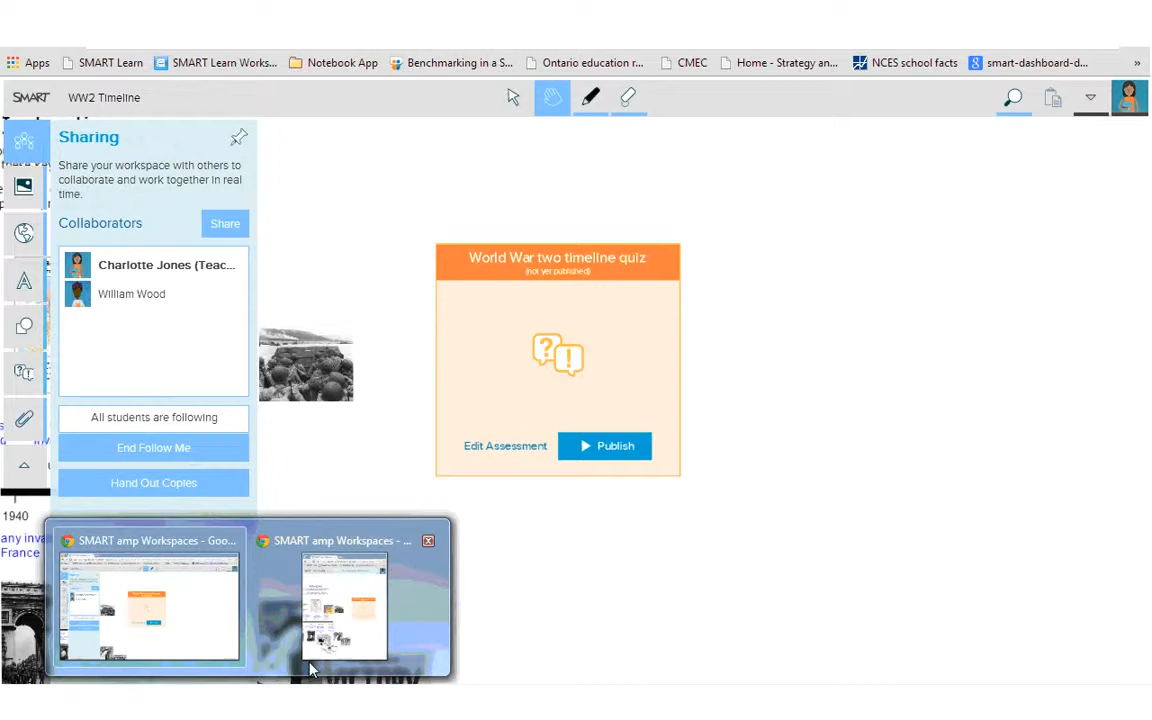 Apps SMART Learn SMART Learn Works... Notebook App Benchmarking in a S... Ontario education r... CMEC Home - Strategy an... NCES school facts smart-dashboard-d... »
SMART WW2 Timeline
Sharing
Share your workspace with others to
collaborate and work together in real
time.
Collaborators Share
Charlotte Jones (Teac...
William Wood
World War two timeline quiz
(not yet published)
All students are following
Edit Assessment Publish
End Follow Me
Hand Out Copies
1940
any inva
France
SMART amp Workspaces - Goo... SMART amp Workspaces - ...